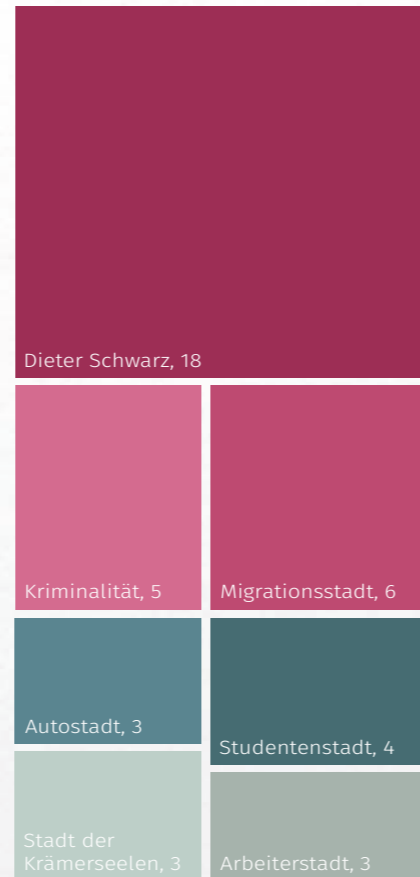 Dieter Schwarz, 18
Kriminalität, 5
Migrationsstadt, 6
Autostadt, 3
Studentenstadt, 4
Stadt der
Krämerseelen, 3
Arbeiterstadt, 3